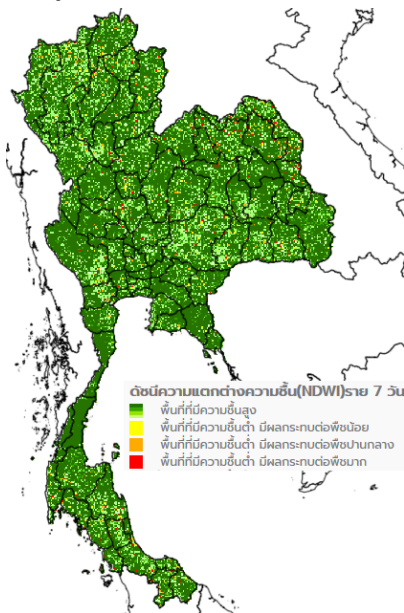 ดัชนีความแตกต่างความชื้น(NDWI)ราย 7 วัน
พื้นที่ที่มีความชื้นสูง
พื้นที่ที่มีความชื้นต่ำ มีผลกระทบต่อพืชน้อย
พื้นที่ที่มีความชื้นต่ำ มีผลกระทบต่อพืชปานกลาง
พื้นที่ที่มีความชื้นต่ำ มีผลกระทบต่อพืชมาก